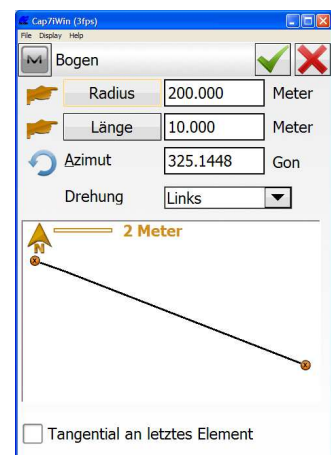 Cap7iWin (3fps)
File Display Help
M Bogen
Radius 200.000 Meter
Länge 10.000 Meter
Azimut 325.1448 Gon
Drehung Links
2 Meter
N
Tangential an letztes Element